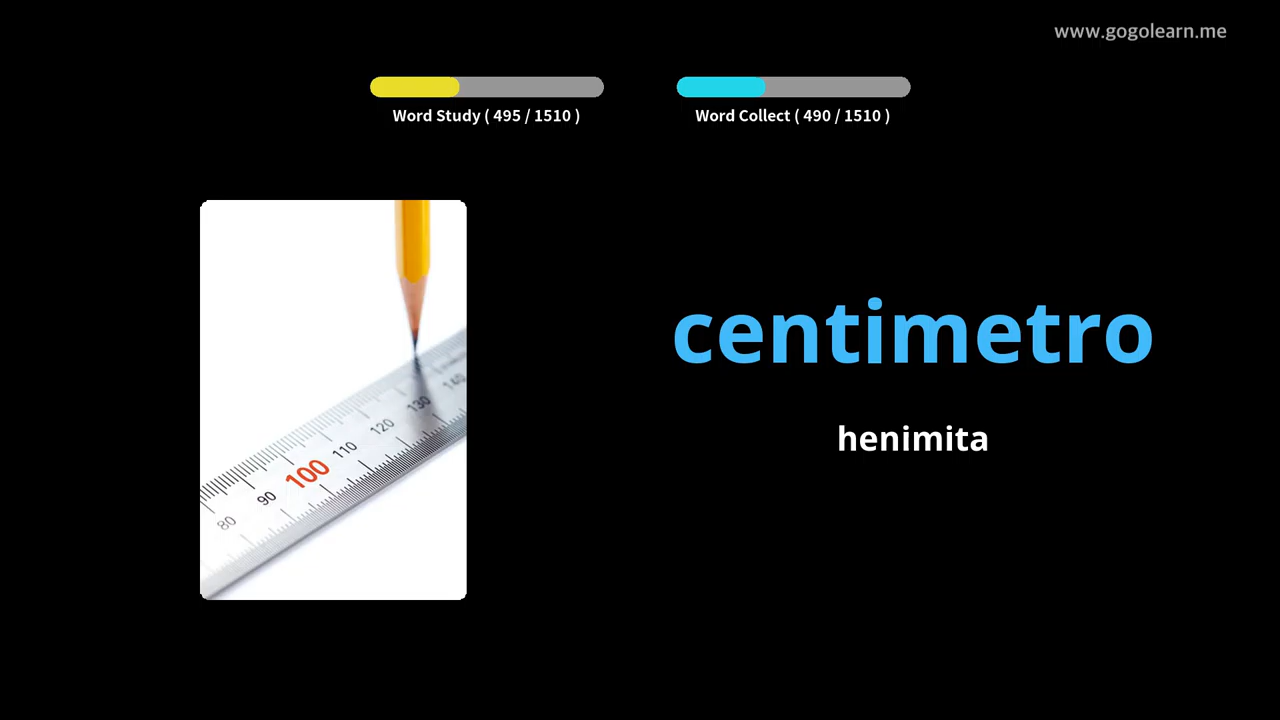 www.gogolearn.me
Word Study ( 495 / 1510 )
Word Collect ( 490 / 1510 )
centimetro
henimita
80
90
100
110
120
130
140